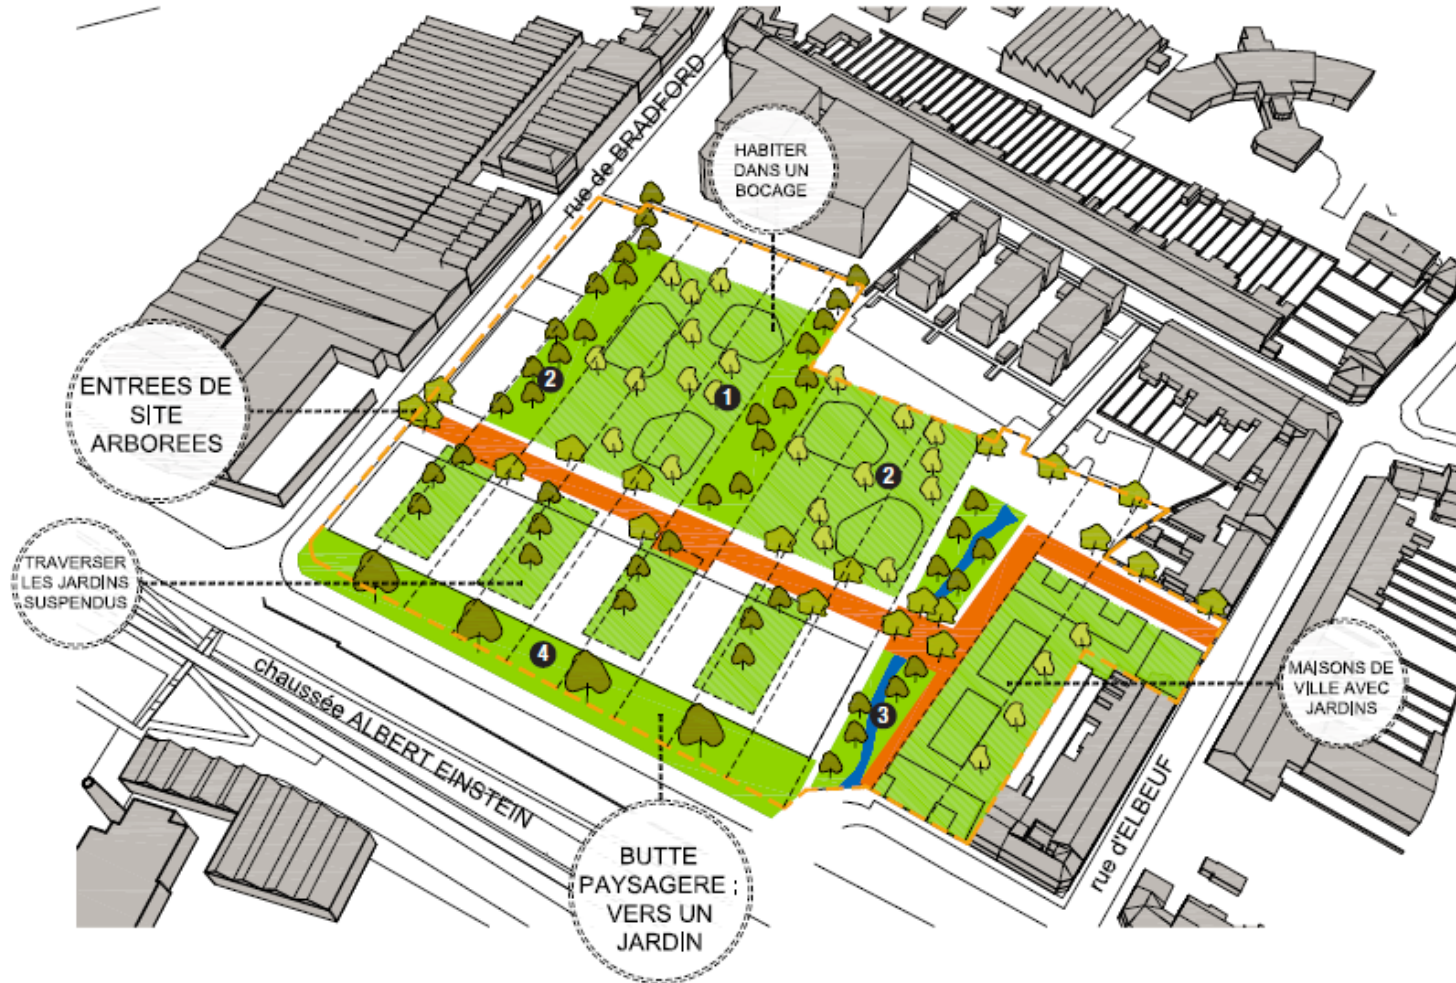 rue de BRADFORD
HABITER
DANS UN
BOCAGE
ENTREES DE
SITE
ARBOREES
2
1
2
TRAVERSER
LES JARDINS
SUSPENDUS
4
3
MAISONS DE
VILLE AVEC
JARDINS
chaussée ALBERT EINSTEIN
rue d'ELBEUF
BUTTE
PAYSAGERE :
VERS UN
JARDIN